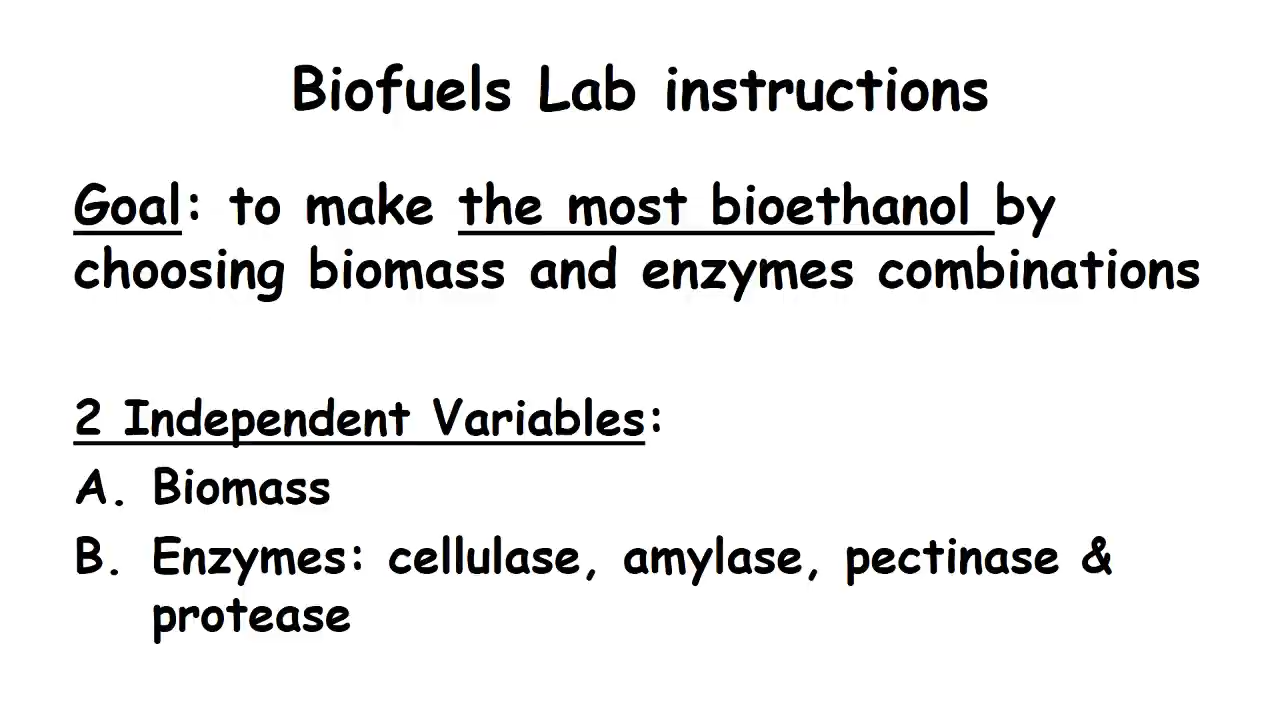 Biofuels Lab instructions
Goal: to make the most bioethanol by
choosing biomass and enzymes combinations
2 Independent Variables:
A. Biomass
B. Enzymes: cellulase, amylase, pectinase &
protease